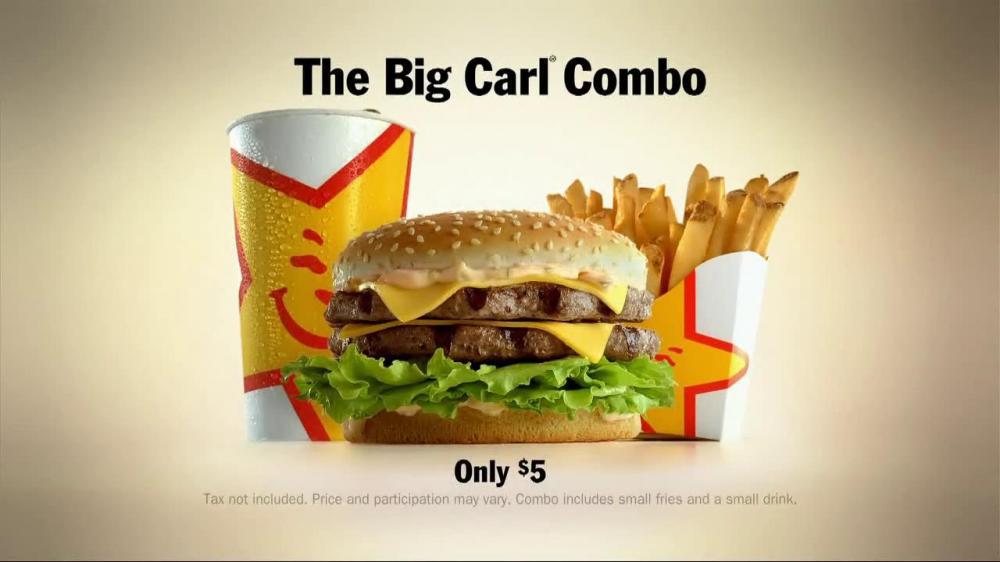 The Big Carl® Combo
Only $5
Tax not included. Price and participation may vary. Combo includes small fries and a small drink.